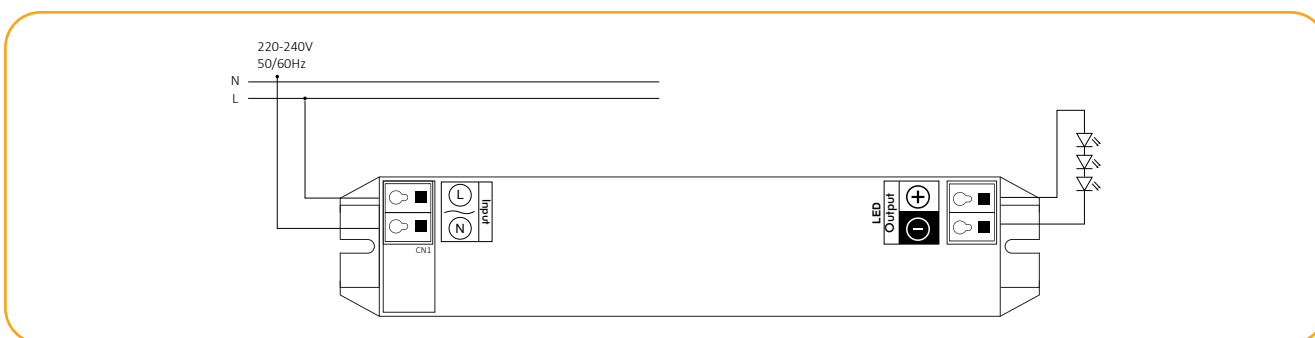 220-240V
50/60Hz
N
L
L
N
Input
CN1
LED
Output
+
−